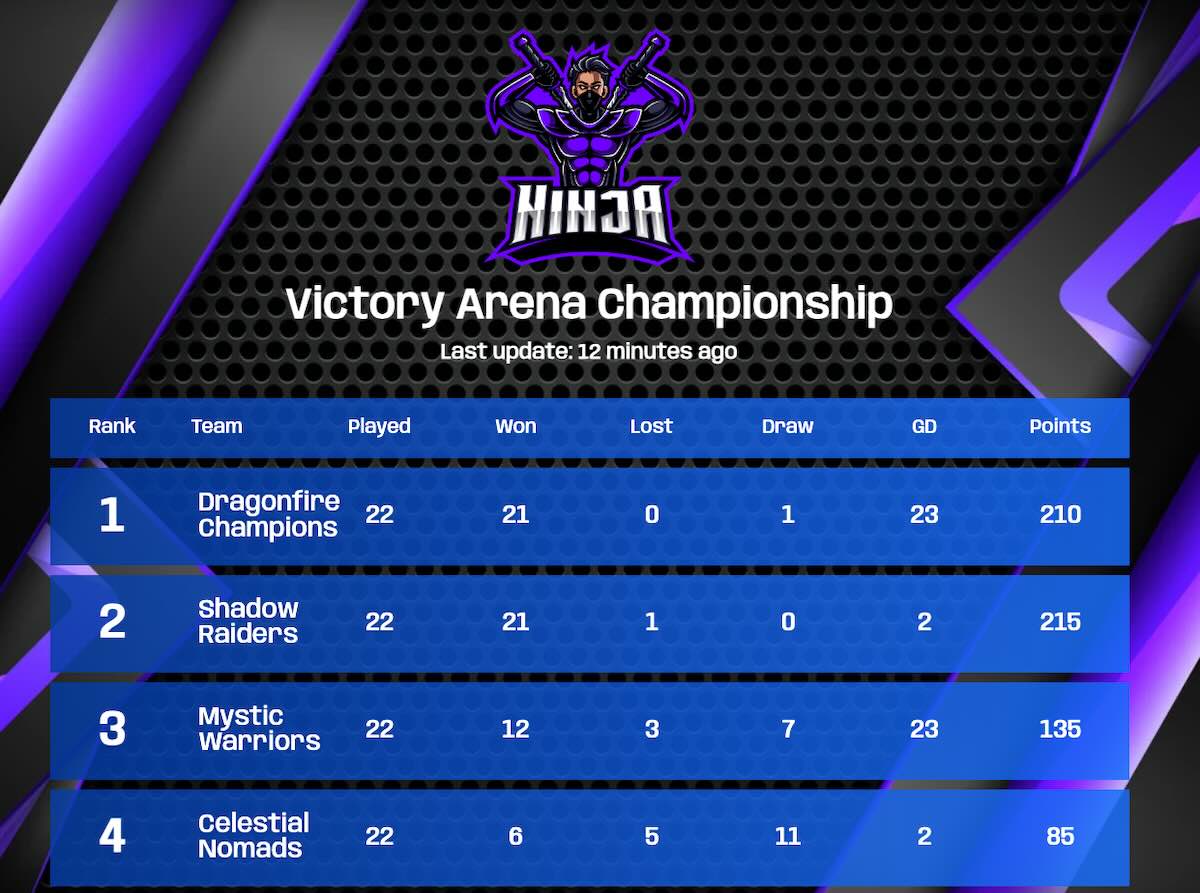 NINJA
Victory Arena Championship
Last update: 12 minutes ago
Rank Team Played Won Lost Draw GD Points
1 Dragonfire Champions 22 21 0 1 23 210
2 Shadow Raiders 22 21 1 0 2 215
3 Mystic Warriors 22 12 3 7 23 135
4 Celestial Nomads 22 6 5 11 2 85